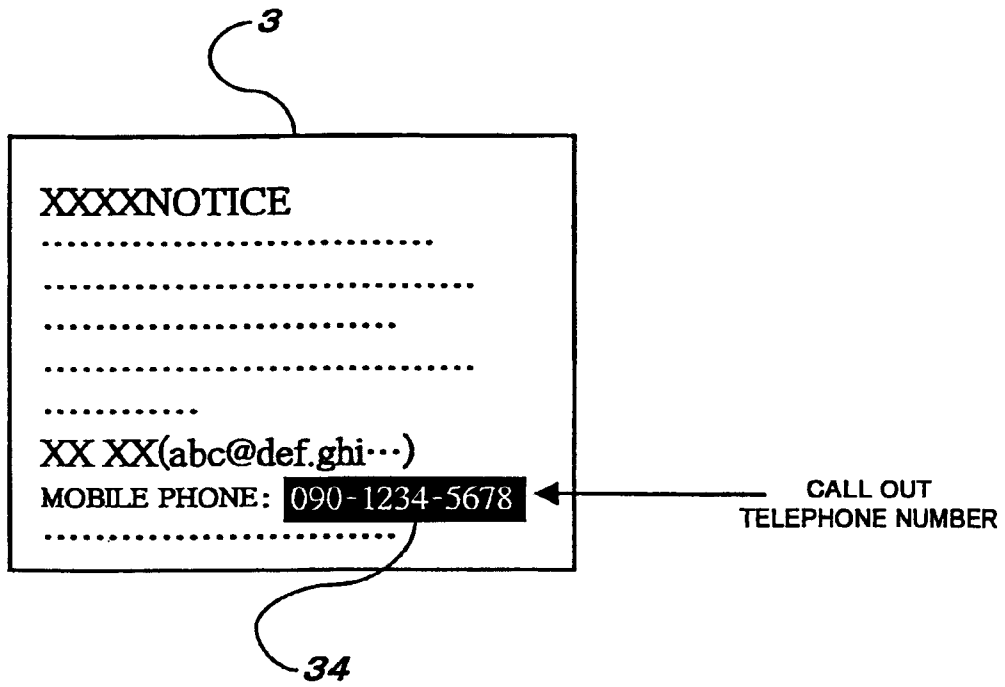 3
XXXXNOTICE
.............................
................................
..........................
................................
............
XX XX(abc@def.ghi···)
MOBILE PHONE: 090-1234-5678
..........................
CALL OUT
TELEPHONE NUMBER
34